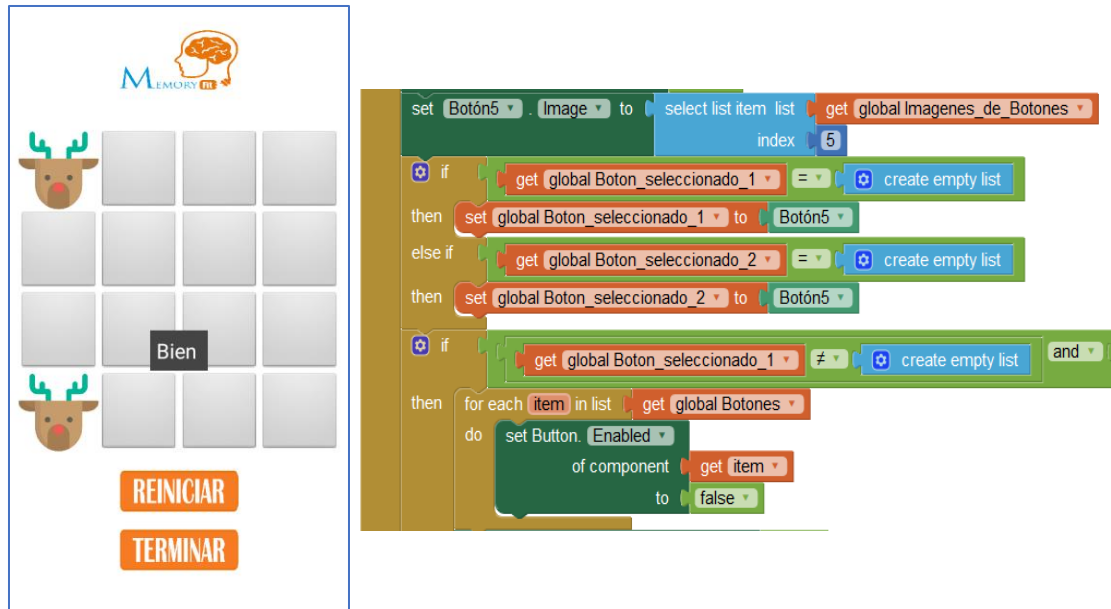 MEMORY FIT
Bien
REINICIAR
TERMINAR
set Botón5 . Image to select list item list get global Imagenes_de_Botones
index 5
if get global Boton_seleccionado_1 = create empty list
then set global Boton_seleccionado_1 to Botón5
else if get global Boton_seleccionado_2 = create empty list
then set global Boton_seleccionado_2 to Botón5
if get global Boton_seleccionado_1 ≠ create empty list and
then for each item in list get global Botones
do set Button. Enabled
of component get item
to false